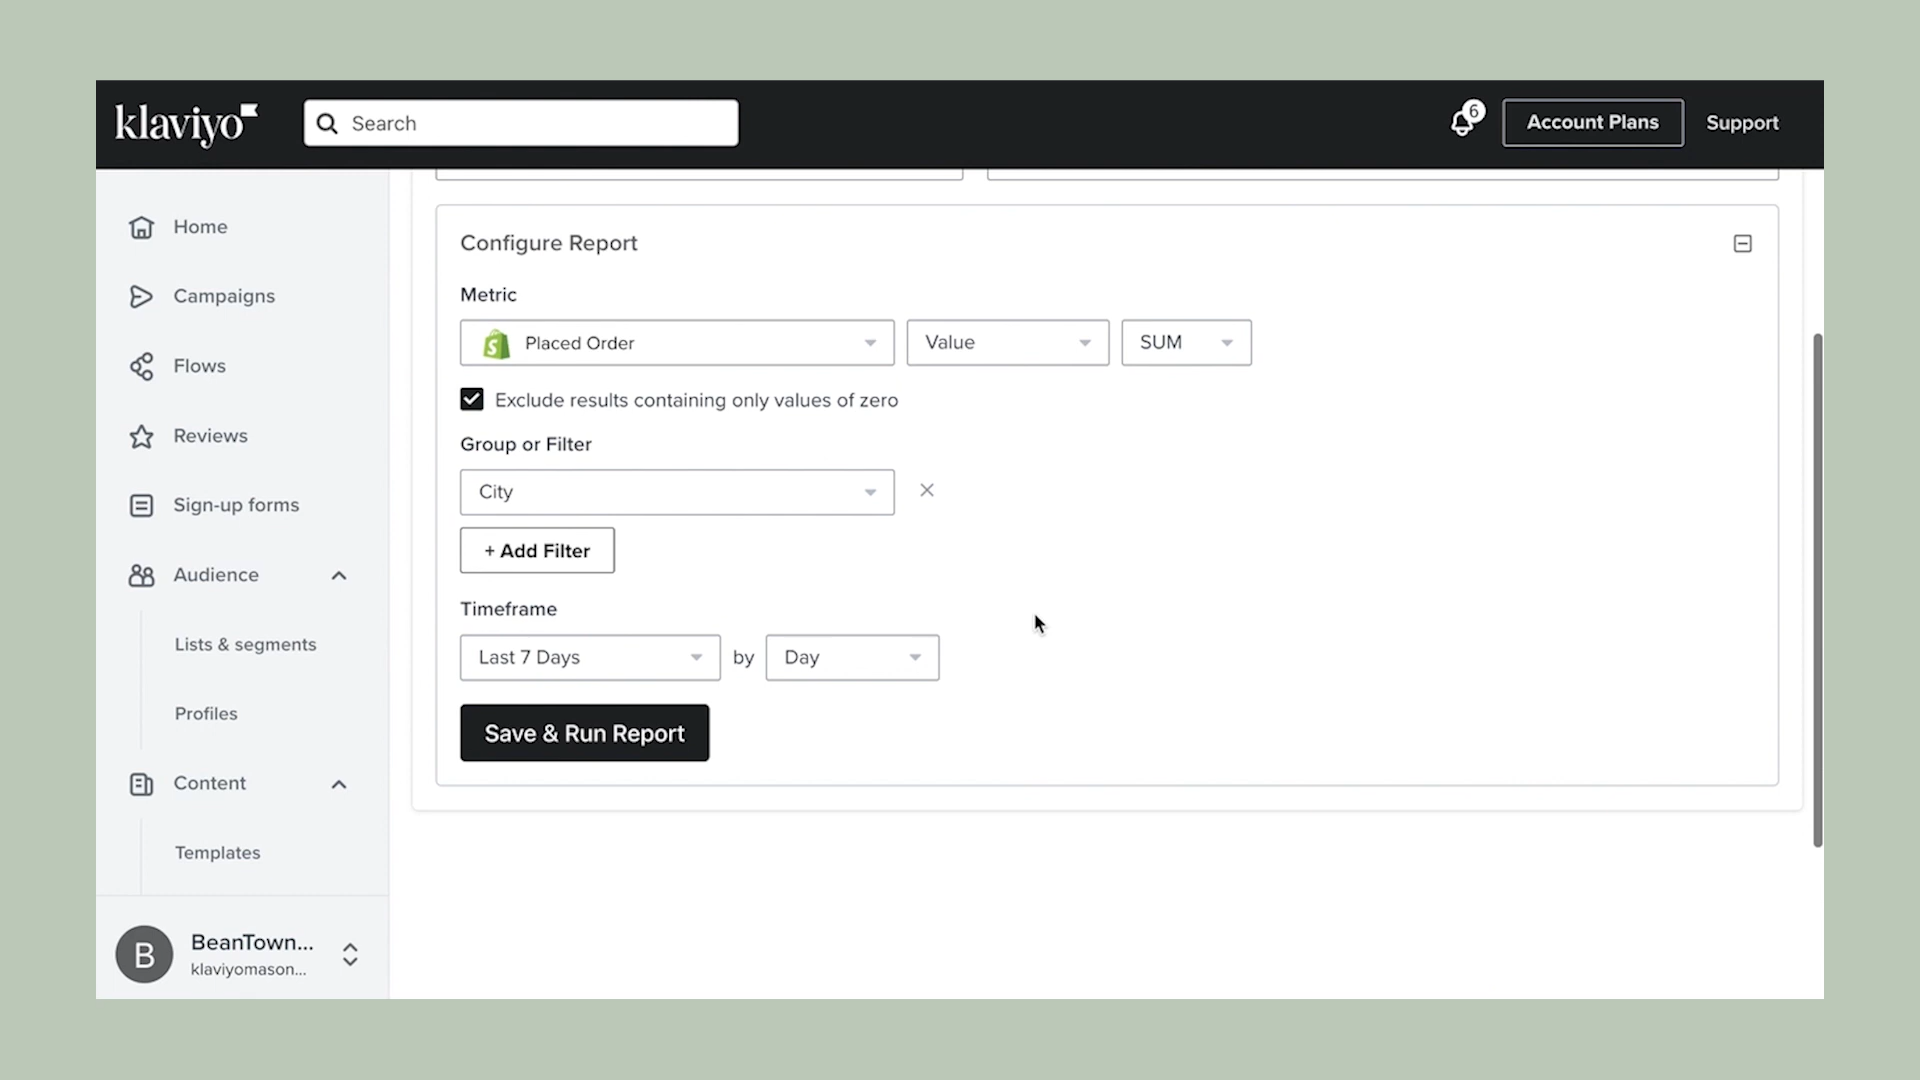 klaviyo
Search
6
Account Plans
Support
Home
Campaigns
Flows
Reviews
Sign-up forms
Audience
Lists & segments
Profiles
Content
Templates
B
BeanTown...
klaviyomason...
Configure Report
Metric
Placed Order
Value
SUM
Exclude results containing only values of zero
Group or Filter
City
+ Add Filter
Timeframe
Last 7 Days
by
Day
Save & Run Report